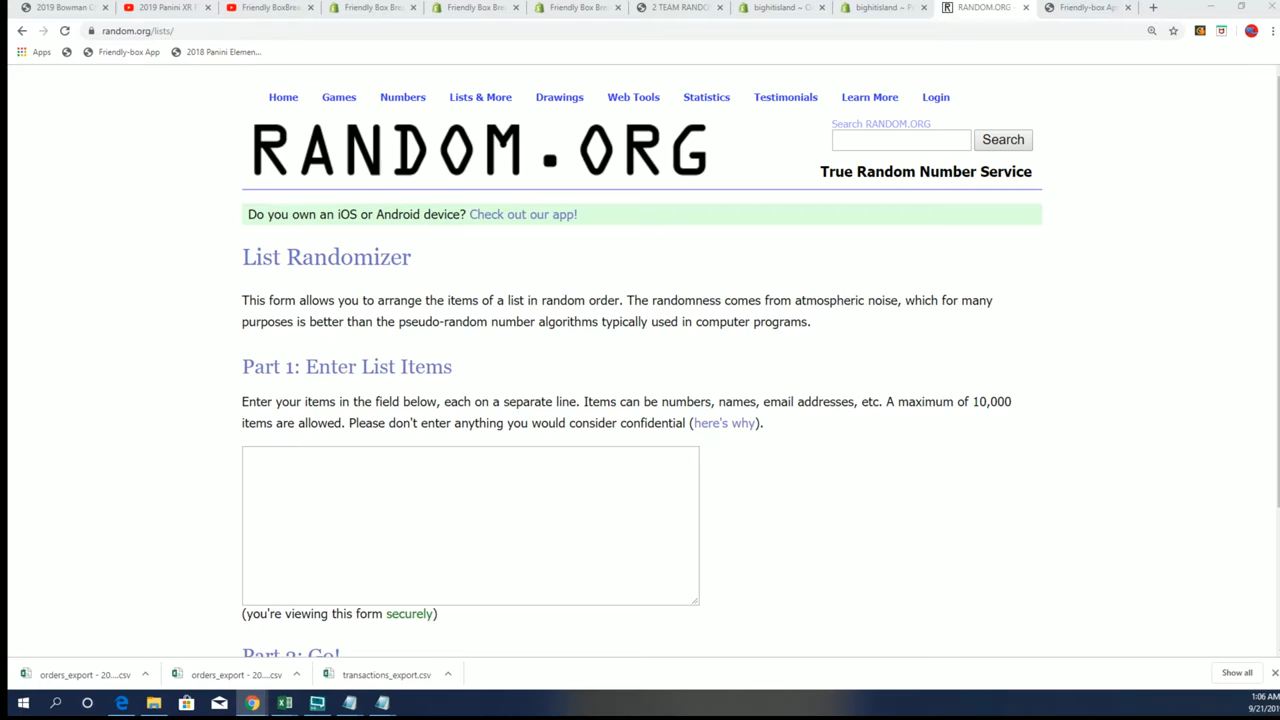 2019 Bowman C
2019 Panini XR
Friendly BoxBrea
Friendly Box Bre
Friendly Box Brea
Friendly Box Bre
2 TEAM RANDO
bighitisland ~ C
bighitisland ~ P
RANDOM.ORG
Friendly-box Ap
random.org/lists/
Apps
Friendly-box App
2018 Panini Elemen...
Home
Games
Numbers
Lists & More
Drawings
Web Tools
Statistics
Testimonials
Learn More
Login
RANDOM.ORG
Search RANDOM.ORG
Search
True Random Number Service
Do you own an iOS or Android device? Check out our app!
List Randomizer
This form allows you to arrange the items of a list in random order. The randomness comes from atmospheric noise, which for many
purposes is better than the pseudo-random number algorithms typically used in computer programs.
Part 1: Enter List Items
Enter your items in the field below, each on a separate line. Items can be numbers, names, email addresses, etc. A maximum of 10,000
items are allowed. Please don't enter anything you would consider confidential (here's why).
(you're viewing this form securely)
Part 2: Go!
orders_export - 20....csv
orders_export - 20....csv
transactions_export.csv
Show all
1:06 AM
9/21/20